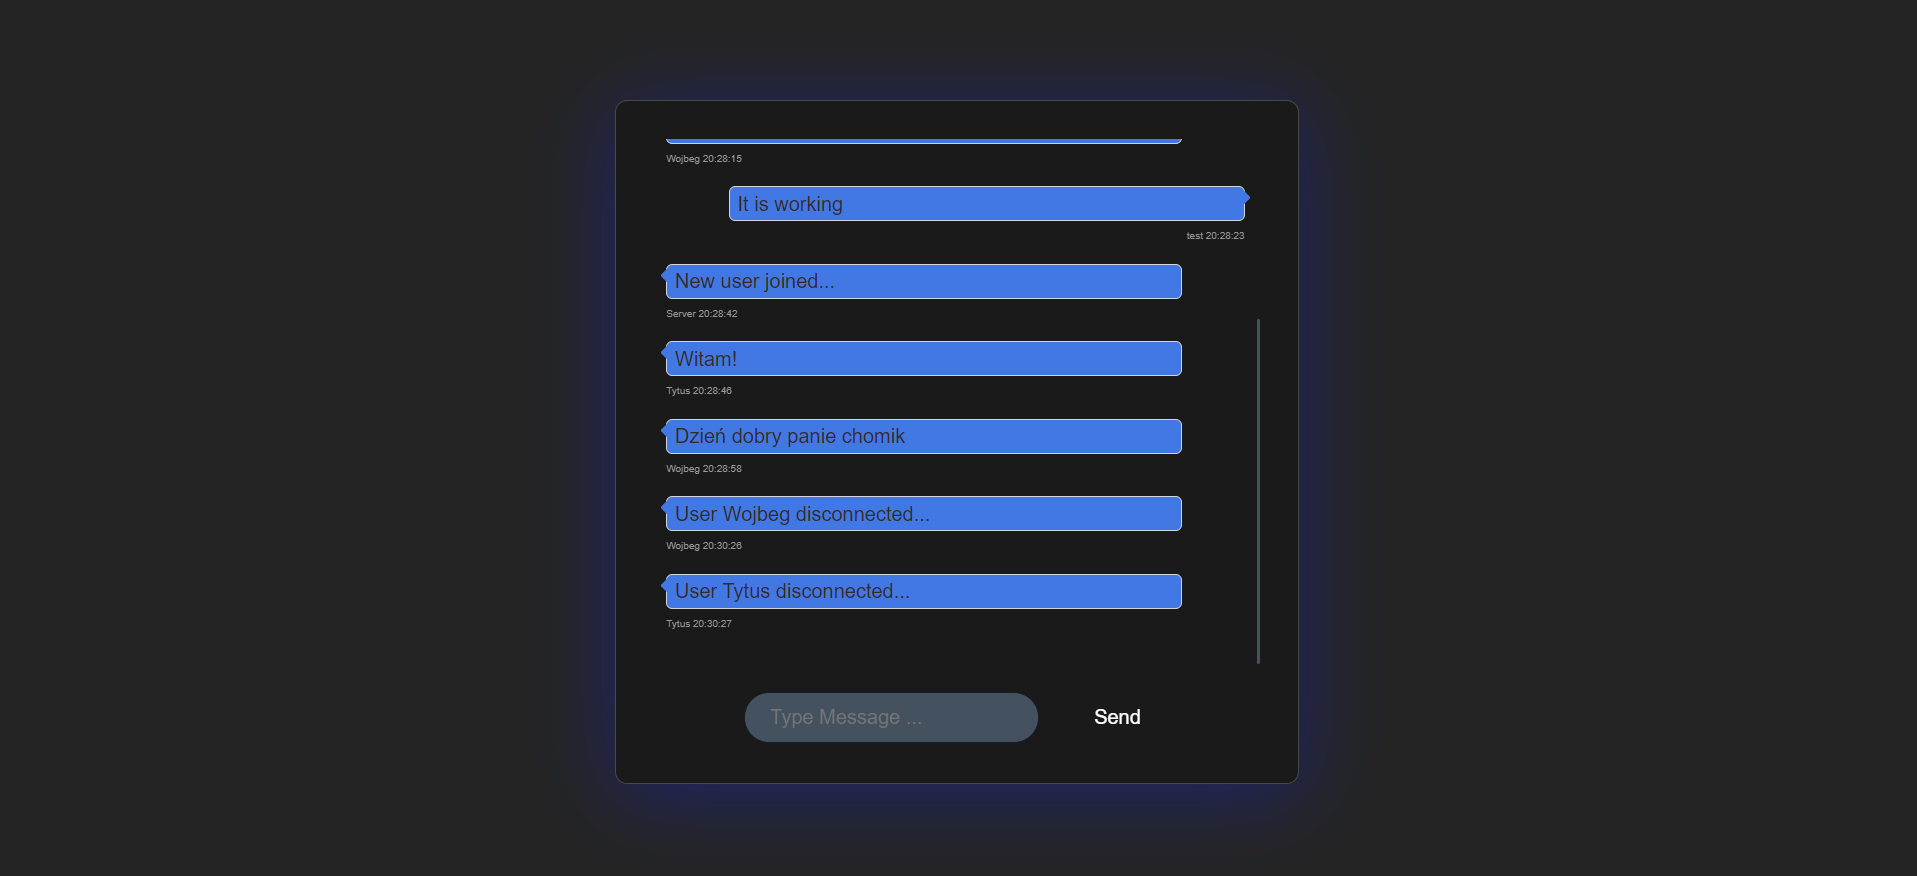 Wojbeg 20:28:15
It is working
test 20:28:23
New user joined...
Server 20:28:42
Witam!
Tytus 20:28:46
Dzień dobry panie chomik
Wojbeg 20:28:58
User Wojbeg disconnected...
Wojbeg 20:30:26
User Tytus disconnected...
Tytus 20:30:27
Type Message ...
Send